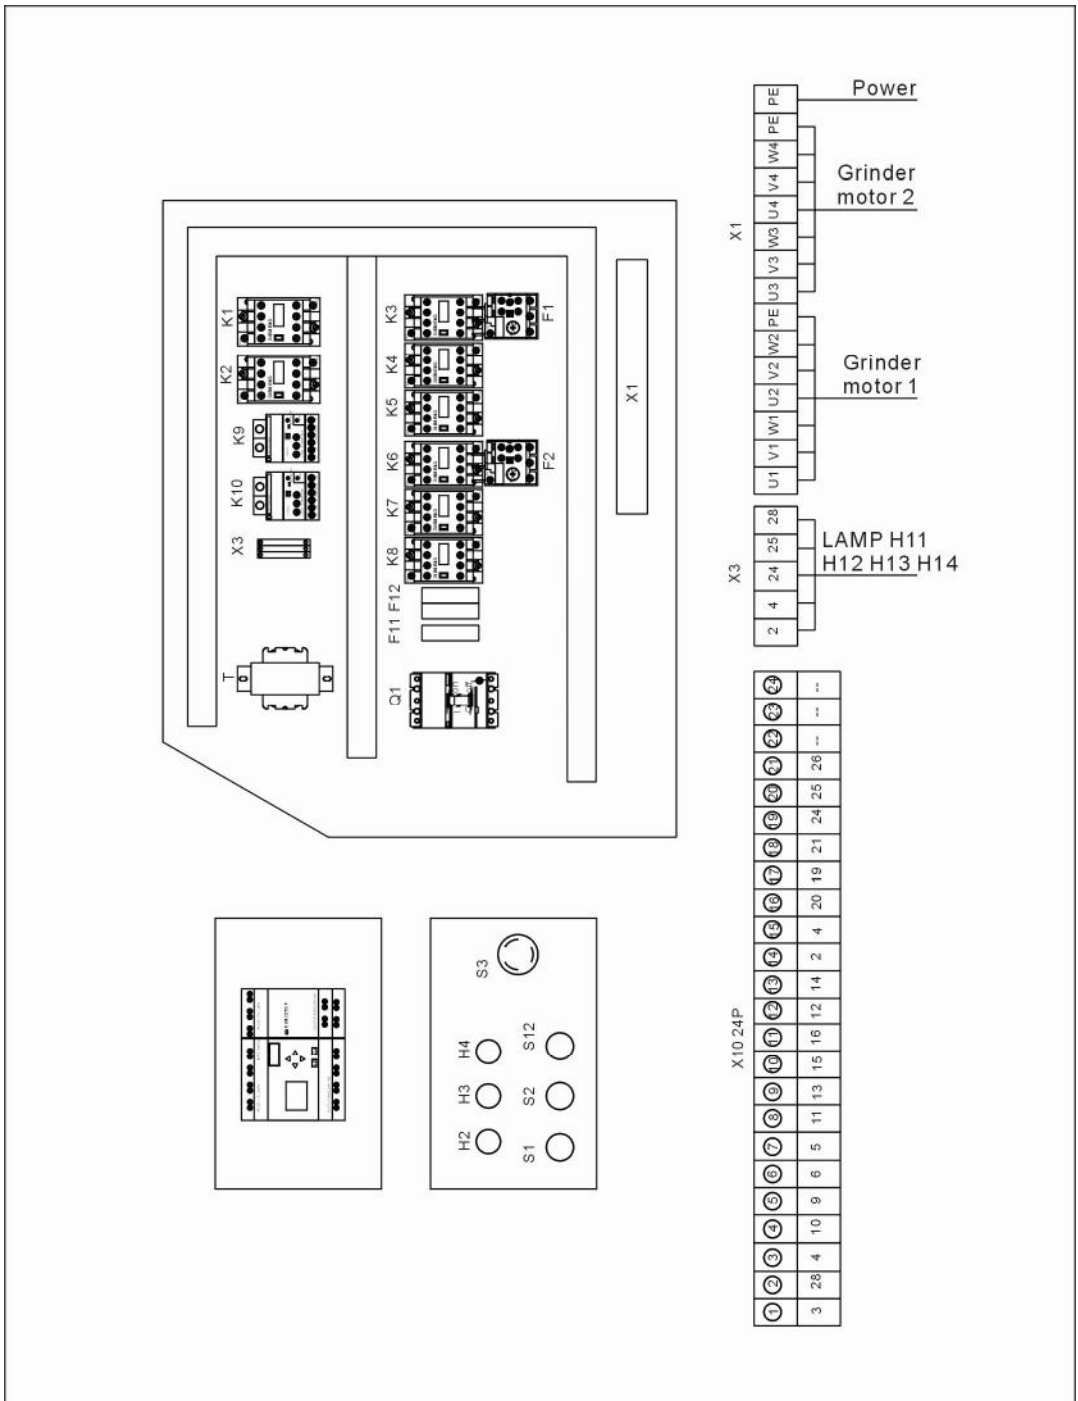 Power
Grinder
motor 2
Grinder
motor 1
LAMP H11
H12 H13 H14
X1
PE
PE
W4
V4
U4
W3
V3
U3
PE
W2
V2
U2
W1
V1
U1
X3
28
25
24
4
2
X10 24P
24 --
23 --
22 --
21 26
20 25
19 24
18 21
17 19
16 20
15 4
14 2
13 14
12 12
11 16
10 15
9 13
8 11
7 5
6 6
5 9
4 10
3 4
2 28
1 3
K1
K2
K9
K10
X3
T
K3
K4
K5
K6
K7
K8
F11 F12
Q1
F1
F2
X1
S3
H4
H3
H2
S12
S2
S1